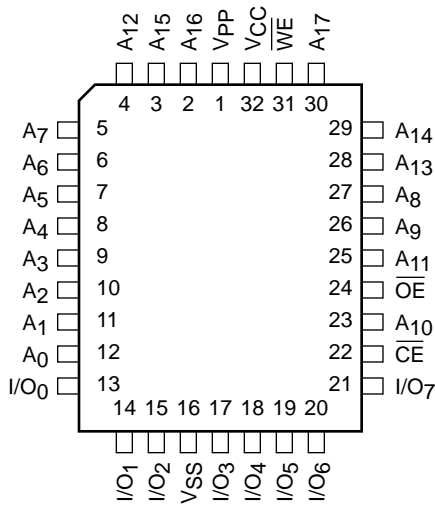 A12 A15 A16 VPP VCC W̅E̅ A17
4 3 2 1 32 31 30
A7 5 29 A14
A6 6 28 A13
A5 7 27 A8
A4 8 26 A9
A3 9 25 A11
A2 10 24 O̅E̅
A1 11 23 A10
A0 12 22 C̅E̅
I/O0 13 21 I/O7
14 15 16 17 18 19 20
I/O1 I/O2 VSS I/O3 I/O4 I/O5 I/O6